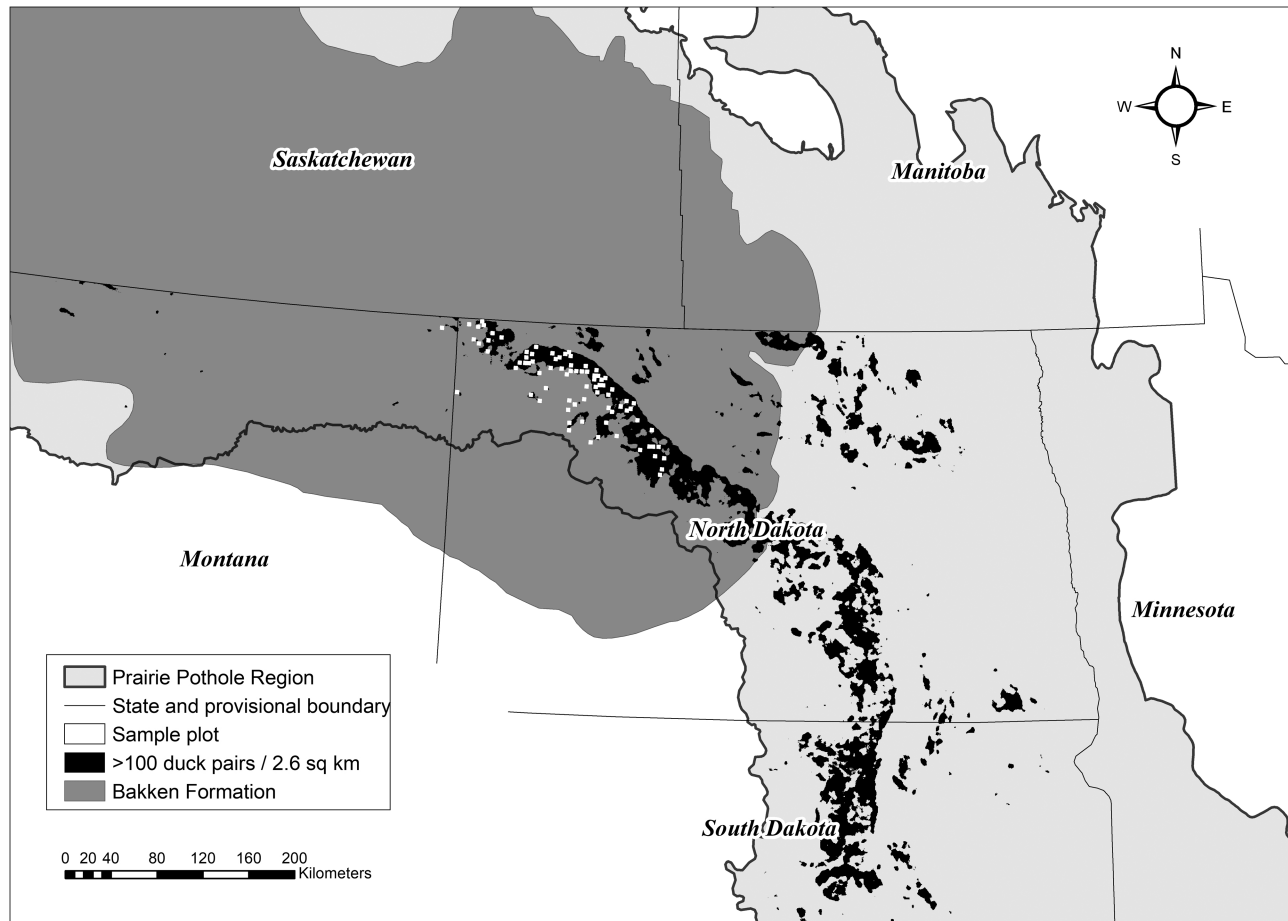 N
W E
S
Saskatchewan
Manitoba
North Dakota
Montana
Minnesota
South Dakota
Prairie Pothole Region
State and provisional boundary
Sample plot
>100 duck pairs / 2.6 sq km
Bakken Formation
0 20 40 80 120 160 200
Kilometers